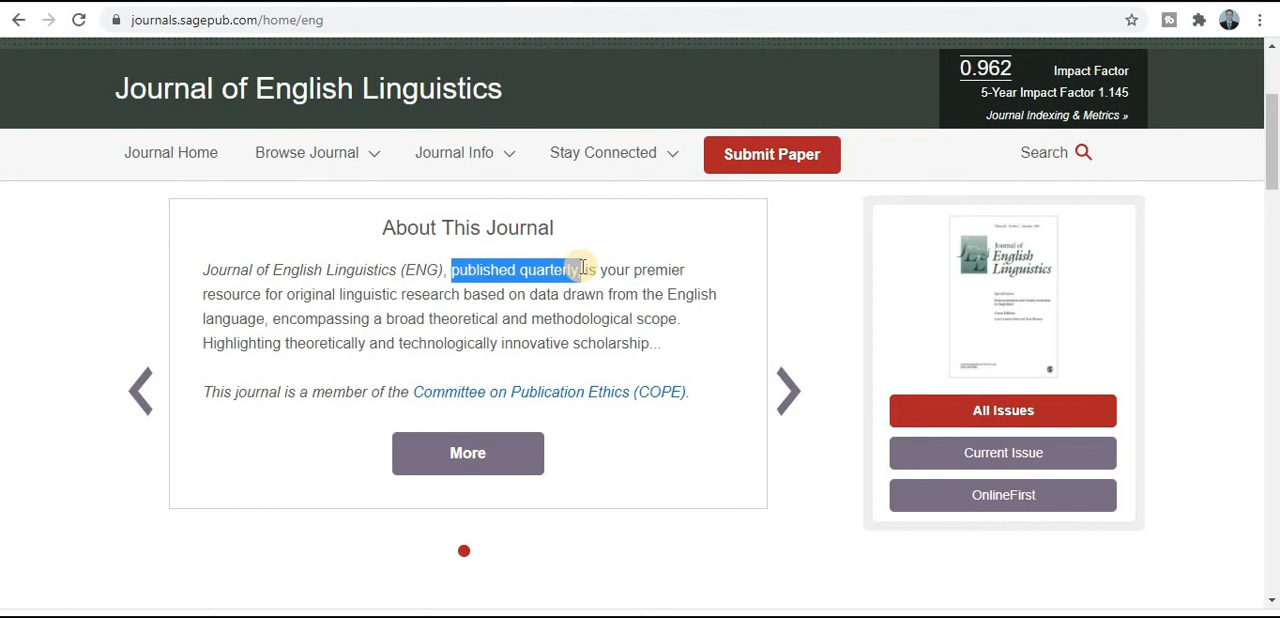 journals.sagepub.com/home/eng
Journal of English Linguistics
0.962 Impact Factor
5-Year Impact Factor 1.145
Journal Indexing & Metrics »
Journal Home Browse Journal Journal Info Stay Connected Submit Paper Search
About This Journal
Journal of English Linguistics (ENG), published quarterly, is your premier
resource for original linguistic research based on data drawn from the English
language, encompassing a broad theoretical and methodological scope.
Highlighting theoretically and technologically innovative scholarship...
This journal is a member of the Committee on Publication Ethics (COPE).
More
Journal of
English
Linguistics
All Issues
Current Issue
OnlineFirst